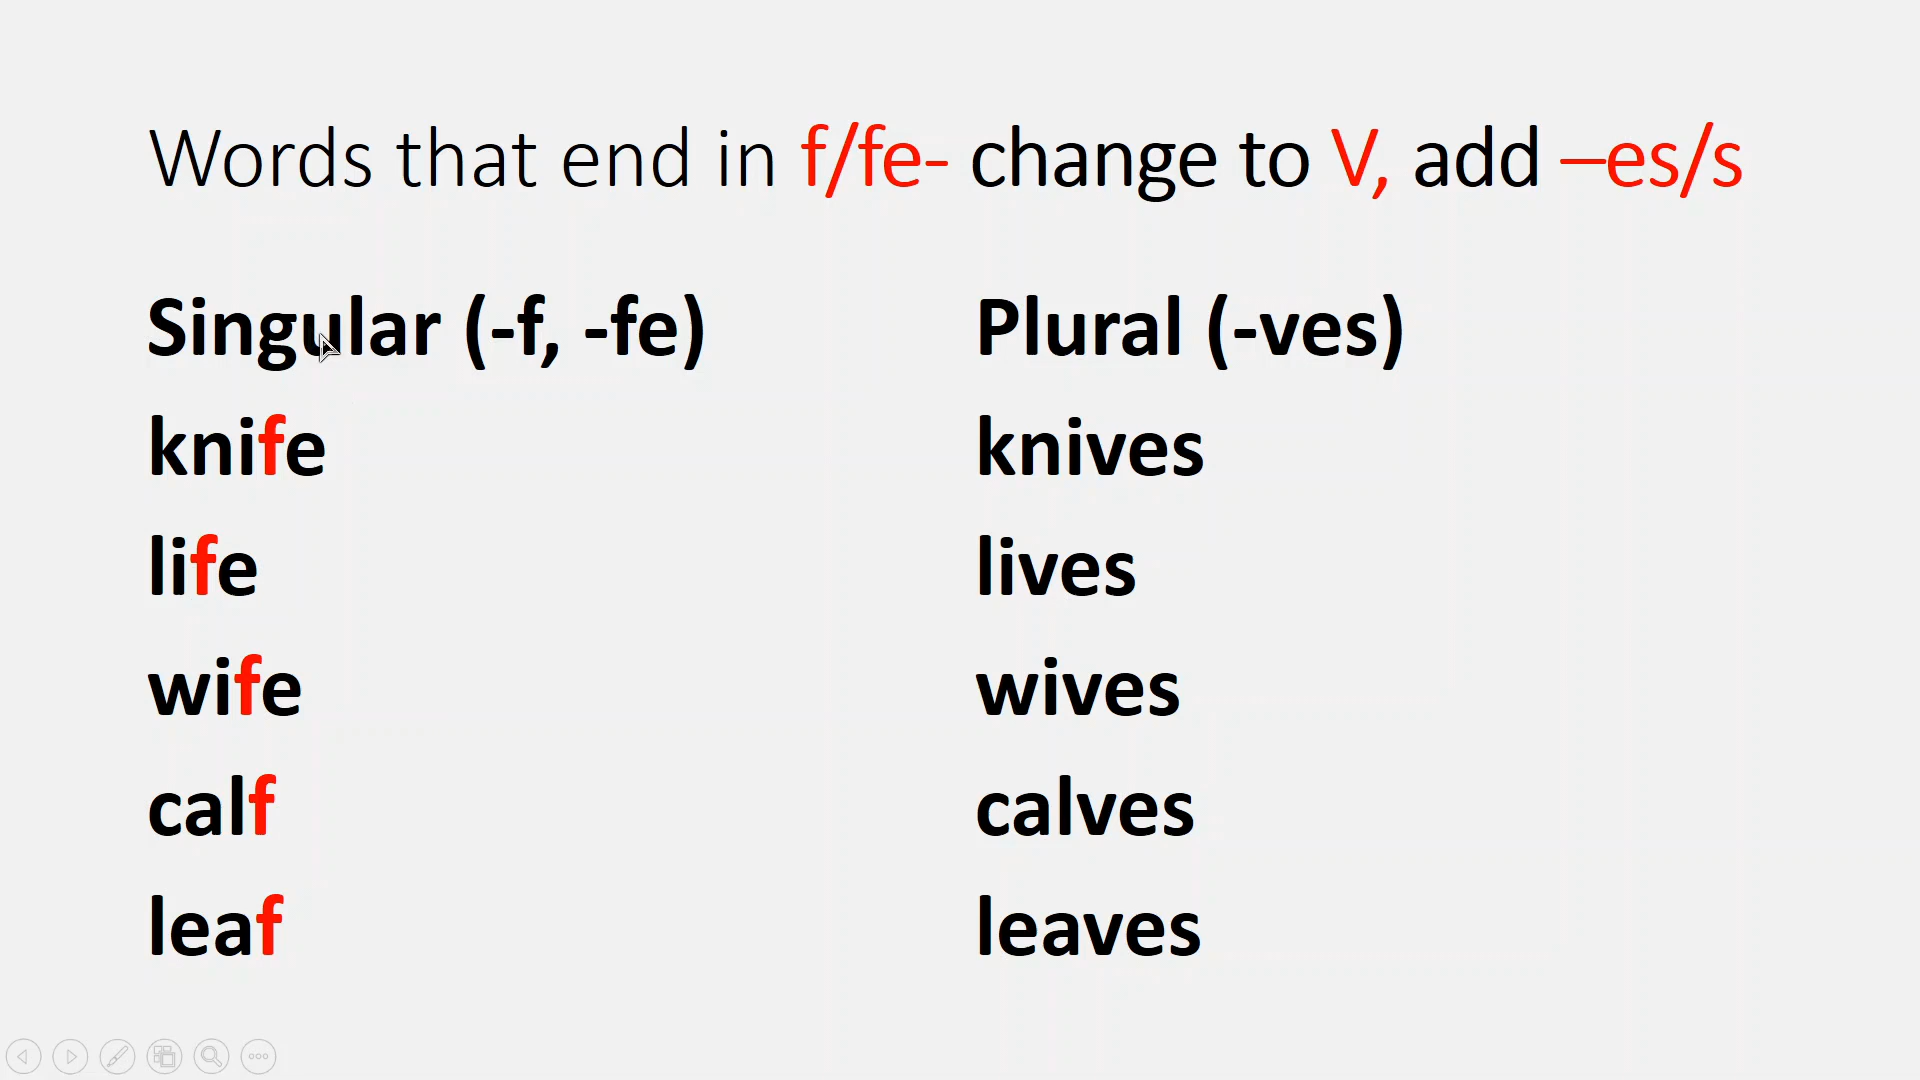 Words that end in f/fe- change to V, add –es/s
Singular (-f, -fe)
Plural (-ves)
knife
knives
life
lives
wife
wives
calf
calves
leaf
leaves